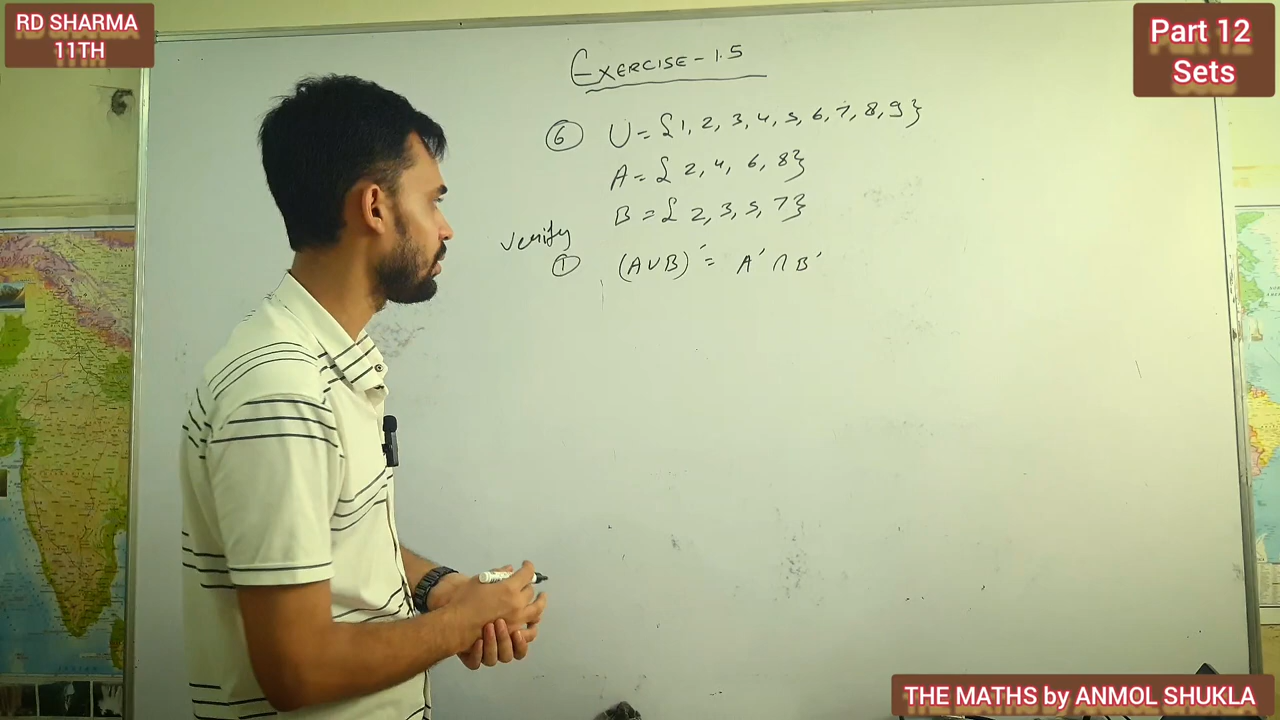 RD SHARMA
11TH
Part 12
Sets
EXERCISE - 1.5
⑥ U = {1, 2, 3, 4, 5, 6, 7, 8, 9}
A = { 2, 4, 6, 8}
B = { 2, 3, 5, 7}
Verify
① (A∪B)′ = A′ ∩ B′
THE MATHS by ANMOL SHUKLA